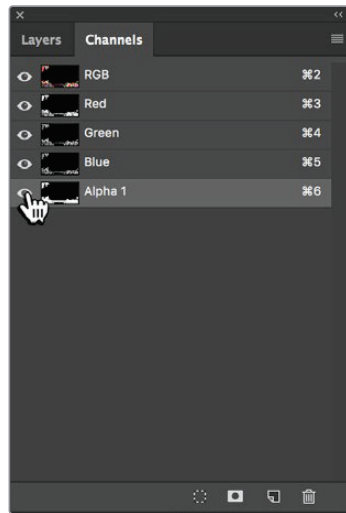 Layers Channels
RGB ⌘2
Red ⌘3
Green ⌘4
Blue ⌘5
Alpha 1 ⌘6